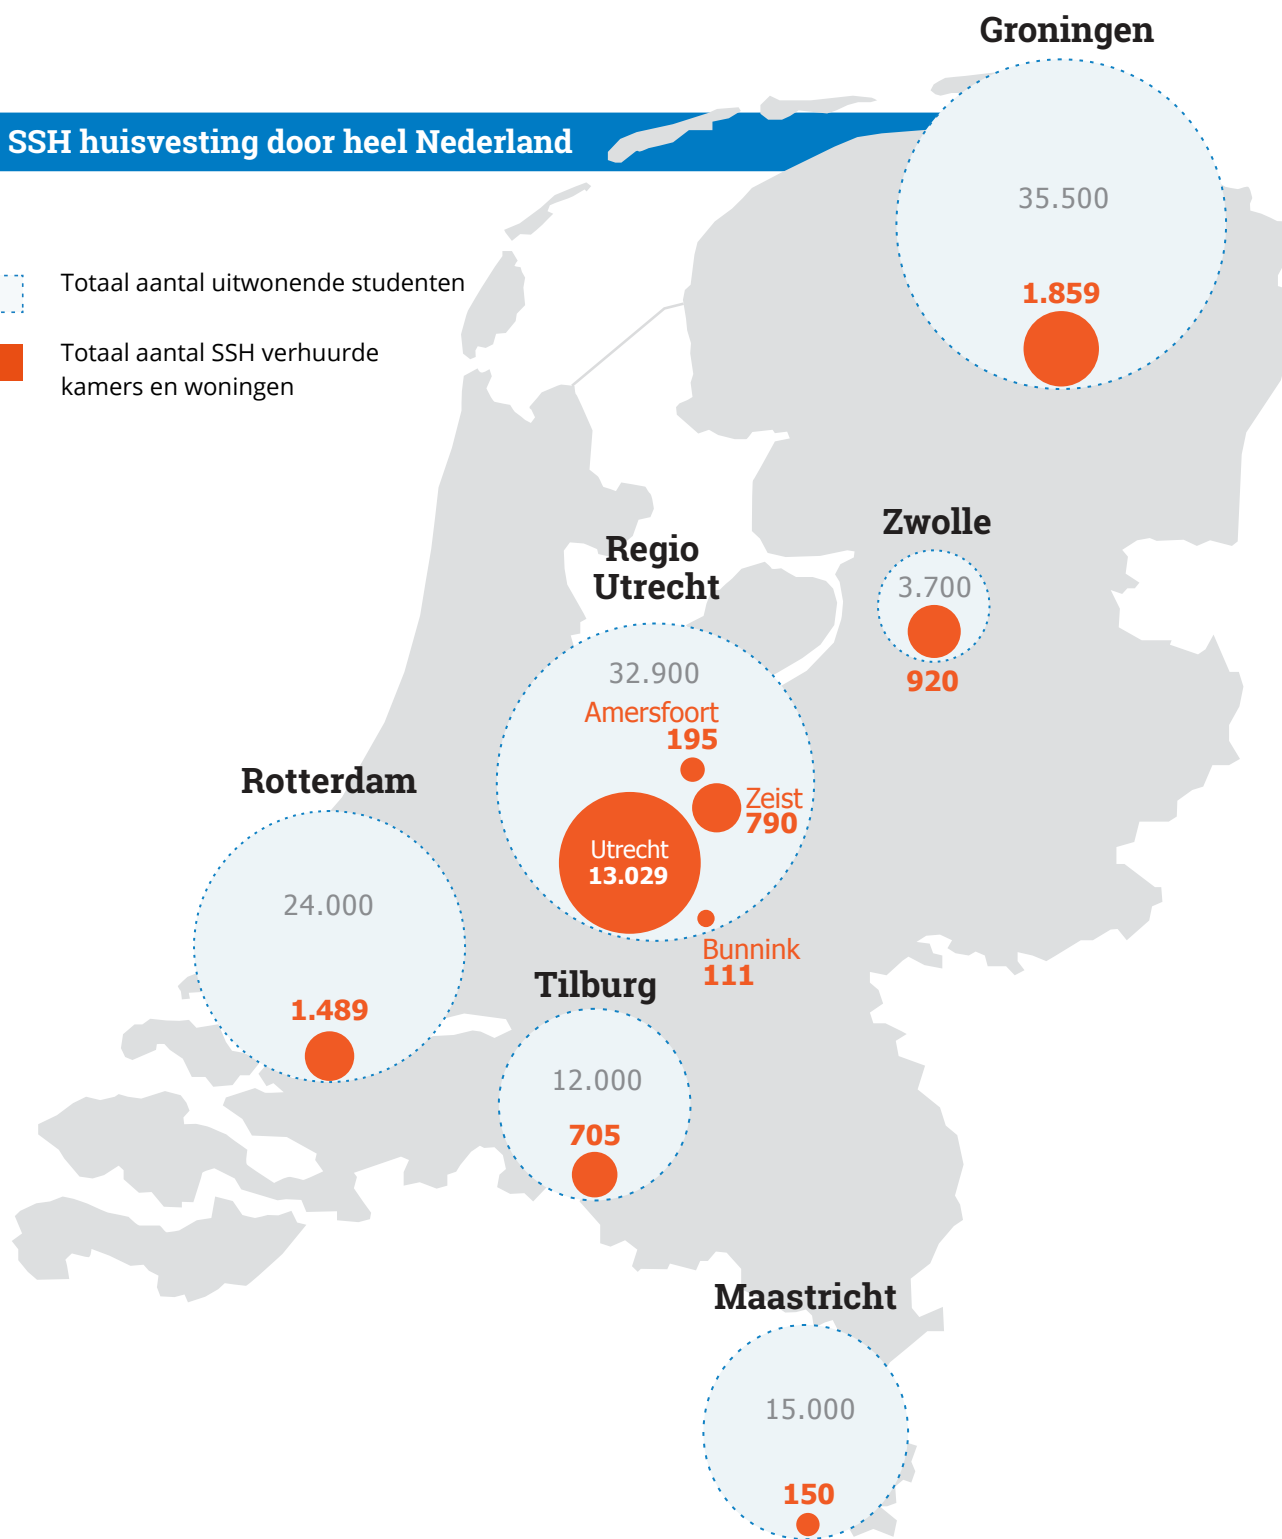 Groningen
SSH huisvesting door heel Nederland
35.500
Totaal aantal uitwonende studenten
1.859
Totaal aantal SSH verhuurde
kamers en woningen
Zwolle
3.700
920
Regio
Utrecht
32.900
Amersfoort
195
Zeist
790
Utrecht
13.029
Bunnink
111
Rotterdam
24.000
1.489
Tilburg
12.000
705
Maastricht
15.000
150